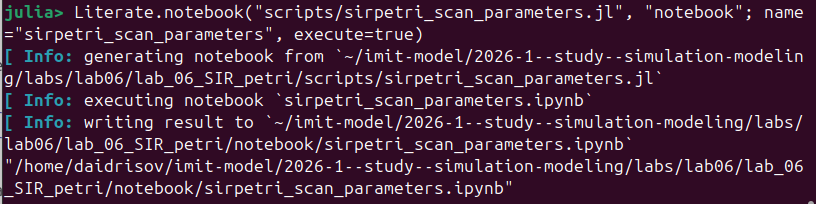 julia> Literate.notebook("scripts/sirpetri_scan_parameters.jl", "notebook"; name
="sirpetri_scan_parameters", execute=true)
[ Info: generating notebook from `~/imit-model/2026-1--study--simulation-modelin
g/labs/lab06/lab_06_SIR_petri/scripts/sirpetri_scan_parameters.jl`
[ Info: executing notebook `sirpetri_scan_parameters.ipynb`
[ Info: writing result to `~/imit-model/2026-1--study--simulation-modeling/labs/
lab06/lab_06_SIR_petri/notebook/sirpetri_scan_parameters.ipynb`
"/home/daidrisov/imit-model/2026-1--study--simulation-modeling/labs/lab06/lab_06
_SIR_petri/notebook/sirpetri_scan_parameters.ipynb"